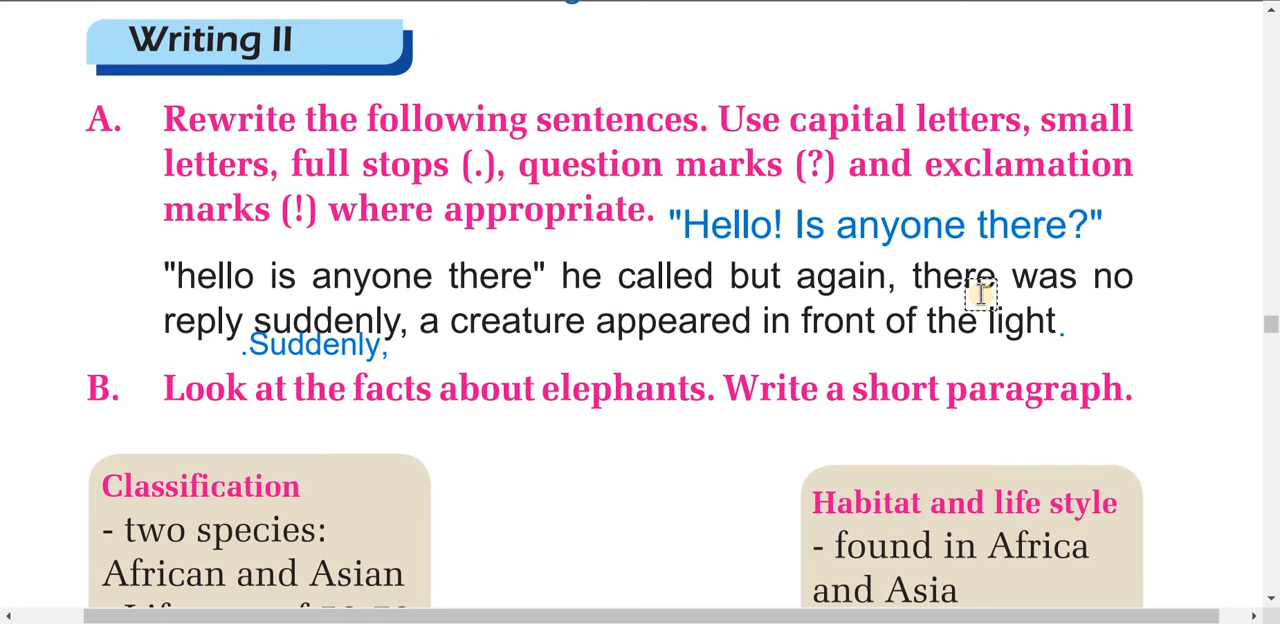 Writing II
A. Rewrite the following sentences. Use capital letters, small
letters, full stops (.), question marks (?) and exclamation
marks (!) where appropriate.
"Hello! Is anyone there?"
"hello is anyone there" he called but again, there was no
reply suddenly, a creature appeared in front of the light.
.Suddenly,
B. Look at the facts about elephants. Write a short paragraph.
Classification
- two species:
African and Asian
Habitat and life style
- found in Africa
and Asia